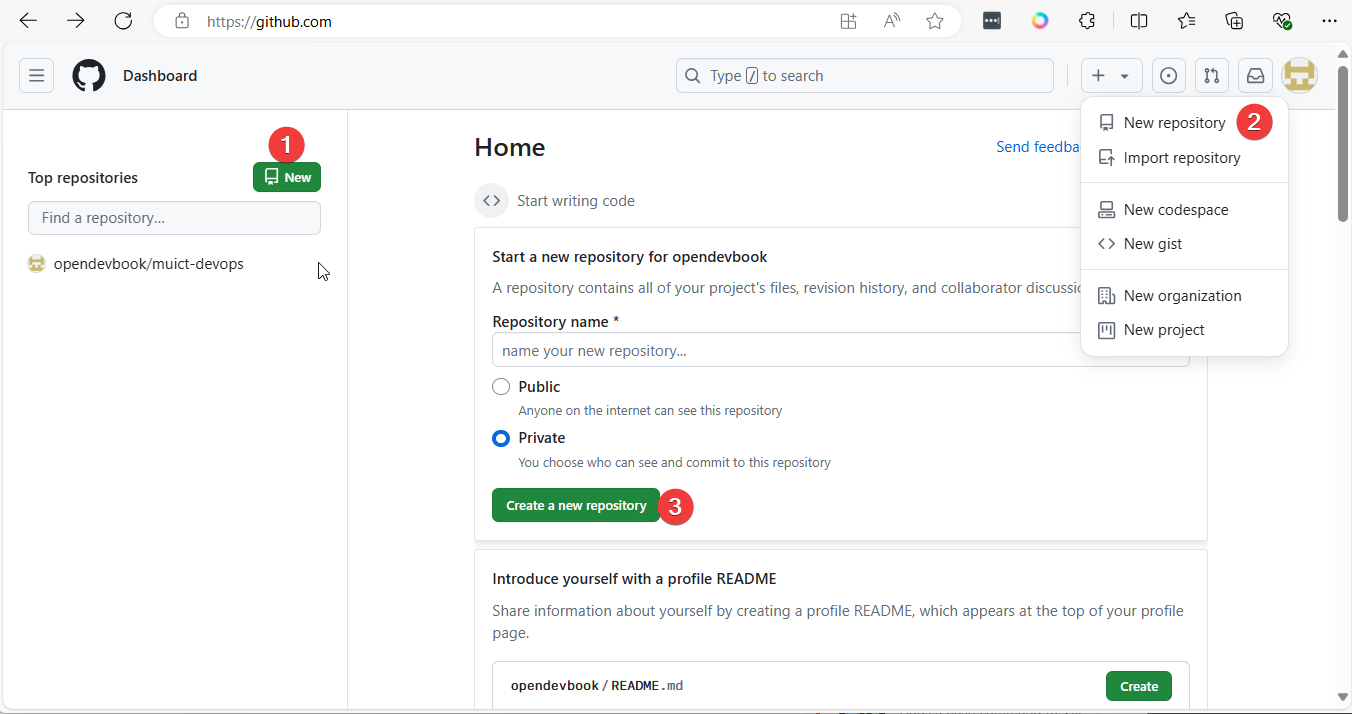 https://github.com
Dashboard
Type / to search
1
Top repositories
New
Find a repository...
opendevbook/muict-devops
Home
Send feedba
Start writing code
Start a new repository for opendevbook
A repository contains all of your project's files, revision history, and collaborator discussio
Repository name *
name your new repository...
Public
Anyone on the internet can see this repository
Private
You choose who can see and commit to this repository
Create a new repository
3
Introduce yourself with a profile README
Share information about yourself by creating a profile README, which appears at the top of your profile
page.
opendevbook / README.md
Create
New repository
2
Import repository
New codespace
New gist
New organization
New project